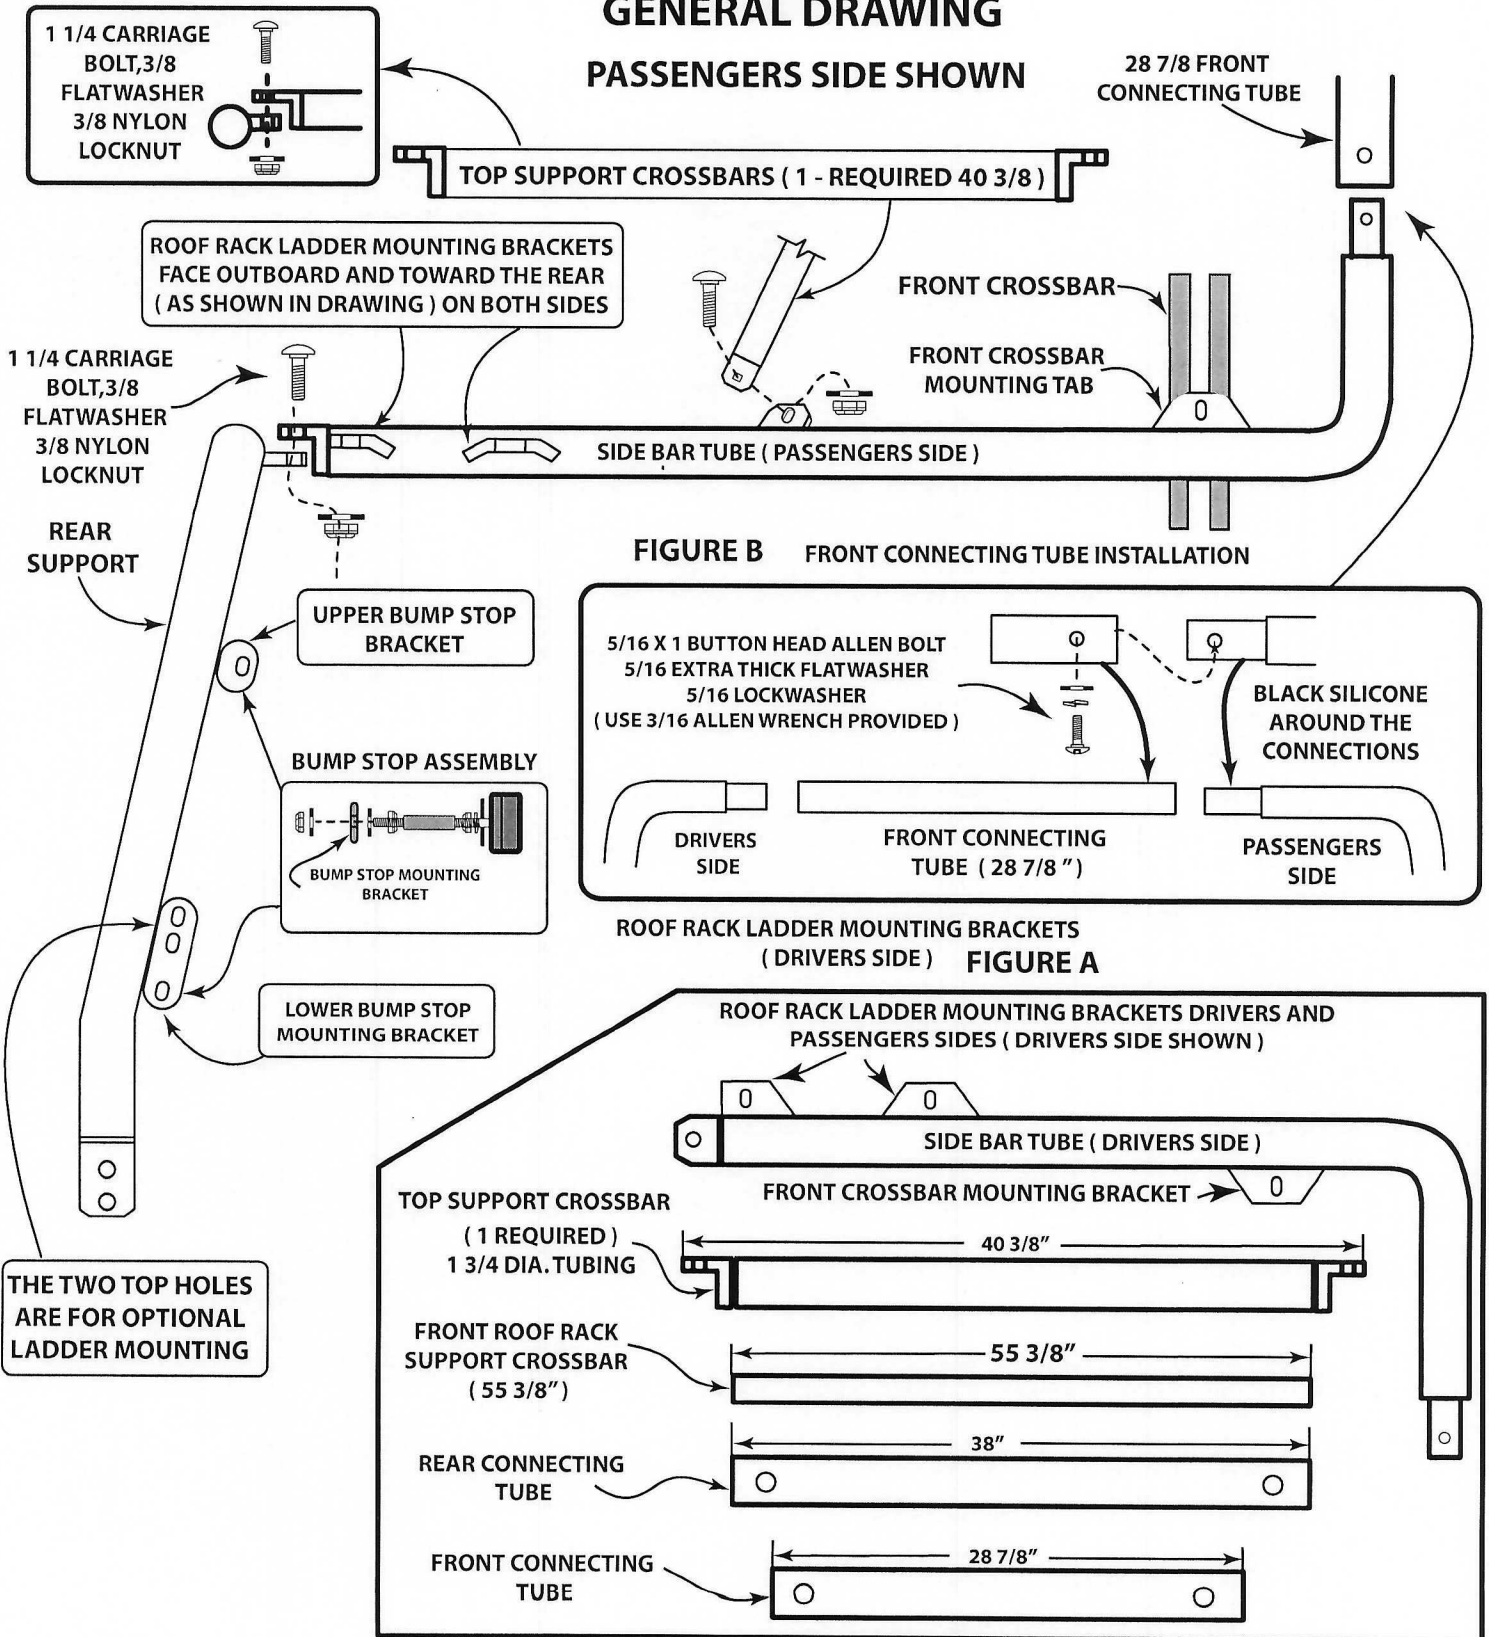 GENERAL DRAWING
PASSENGERS SIDE SHOWN
1 1/4 CARRIAGE
BOLT,3/8
FLATWASHER
3/8 NYLON
LOCKNUT
28 7/8 FRONT
CONNECTING TUBE
TOP SUPPORT CROSSBARS ( 1 - REQUIRED 40 3/8 )
ROOF RACK LADDER MOUNTING BRACKETS
FACE OUTBOARD AND TOWARD THE REAR
( AS SHOWN IN DRAWING ) ON BOTH SIDES
FRONT CROSSBAR
FRONT CROSSBAR
MOUNTING TAB
1 1/4 CARRIAGE
BOLT,3/8
FLATWASHER
3/8 NYLON
LOCKNUT
SIDE BAR TUBE ( PASSENGERS SIDE )
REAR
SUPPORT
FIGURE B FRONT CONNECTING TUBE INSTALLATION
UPPER BUMP STOP
BRACKET
5/16 X 1 BUTTON HEAD ALLEN BOLT
5/16 EXTRA THICK FLATWASHER
5/16 LOCKWASHER
( USE 3/16 ALLEN WRENCH PROVIDED )
BLACK SILICONE
AROUND THE
CONNECTIONS
DRIVERS
SIDE
FRONT CONNECTING
TUBE ( 28 7/8 ” )
PASSENGERS
SIDE
BUMP STOP ASSEMBLY
BUMP STOP MOUNTING
BRACKET
LOWER BUMP STOP
MOUNTING BRACKET
THE TWO TOP HOLES
ARE FOR OPTIONAL
LADDER MOUNTING
ROOF RACK LADDER MOUNTING BRACKETS
( DRIVERS SIDE ) FIGURE A
ROOF RACK LADDER MOUNTING BRACKETS DRIVERS AND
PASSENGERS SIDES ( DRIVERS SIDE SHOWN )
SIDE BAR TUBE ( DRIVERS SIDE )
FRONT CROSSBAR MOUNTING BRACKET
TOP SUPPORT CROSSBAR
( 1 REQUIRED )
1 3/4 DIA. TUBING
40 3/8”
FRONT ROOF RACK
SUPPORT CROSSBAR
( 55 3/8” )
55 3/8”
REAR CONNECTING
TUBE
38”
FRONT CONNECTING
TUBE
28 7/8”